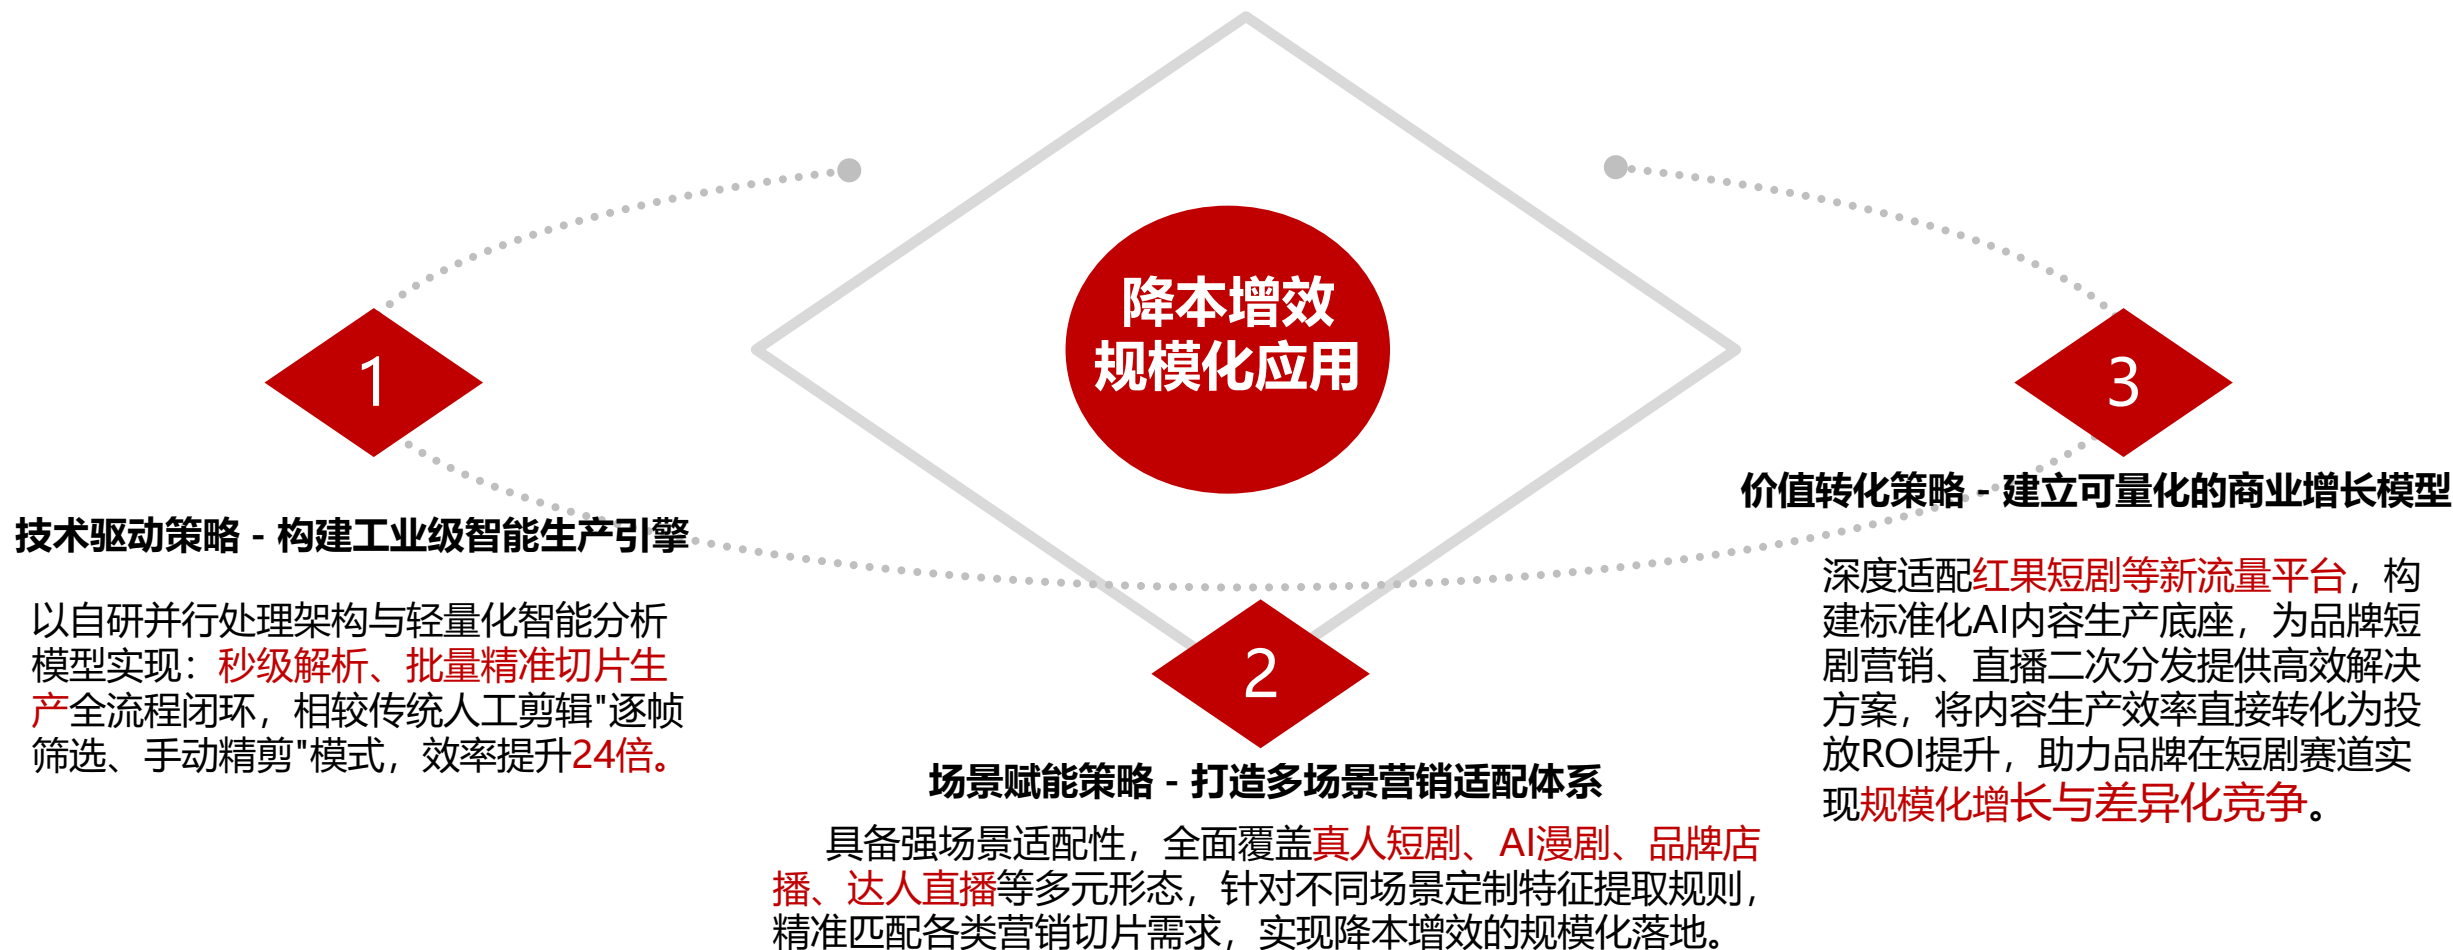 降本增效
规模化应用
1
技术驱动策略 - 构建工业级智能生产引擎
以自研并行处理架构与轻量化智能分析
模型实现：秒级解析、批量精准切片生
产全流程闭环，相较传统人工剪辑"逐帧
筛选、手动精剪"模式，效率提升24倍。
2
场景赋能策略 - 打造多场景营销适配体系
具备强场景适配性，全面覆盖真人短剧、AI漫剧、品牌店
播、达人直播等多元形态，针对不同场景定制特征提取规则，
精准匹配各类营销切片需求，实现降本增效的规模化落地。
3
价值转化策略 - 建立可量化的商业增长模型
深度适配红果短剧等新流量平台，构
建标准化AI内容生产底座，为品牌短
剧营销、直播二次分发提供高效解决
方案，将内容生产效率直接转化为投
放ROI提升，助力品牌在短剧赛道实
现规模化增长与差异化竞争。